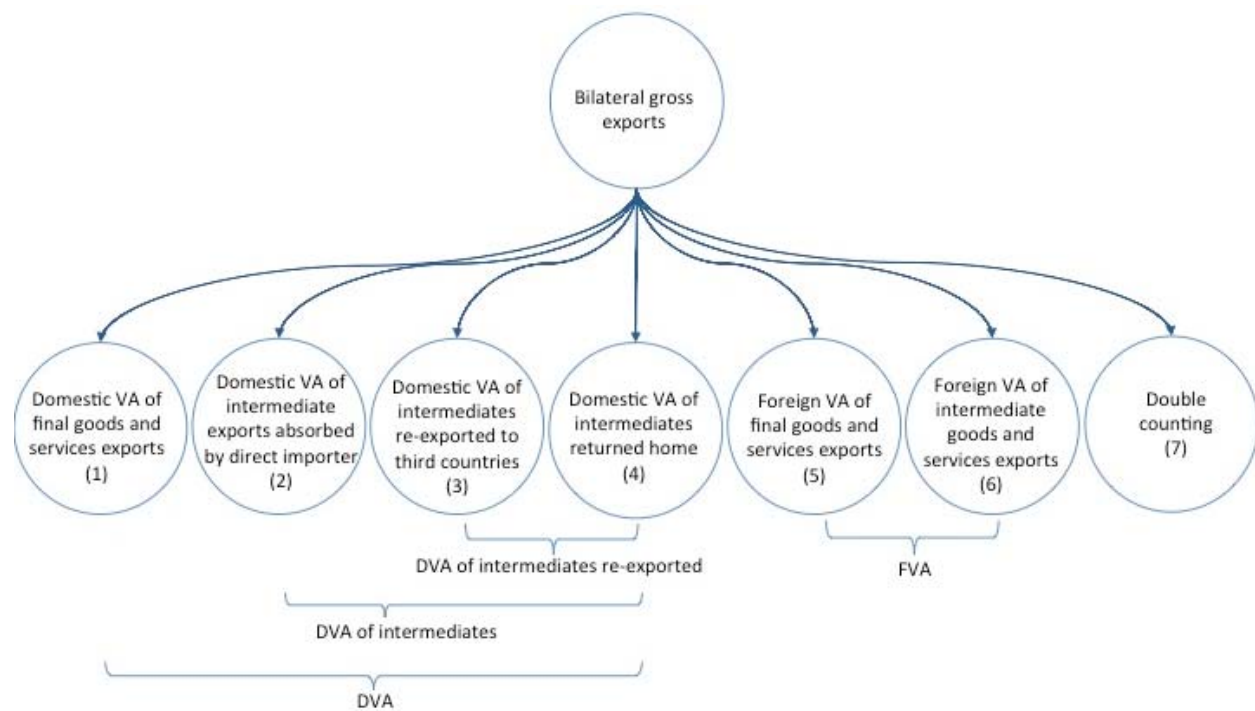 Bilateral gross
exports
Domestic VA of
final goods and
services exports
(1)
Domestic VA of
intermediate
exports absorbed
by direct importer
(2)
Domestic VA of
intermediates
re-exported to
third countries
(3)
Domestic VA of
intermediates
returned home
(4)
Foreign VA of
final goods and
services exports
(5)
Foreign VA of
intermediate
goods and
services exports
(6)
Double
counting
(7)
DVA of intermediates re-exported
FVA
DVA of intermediates
DVA